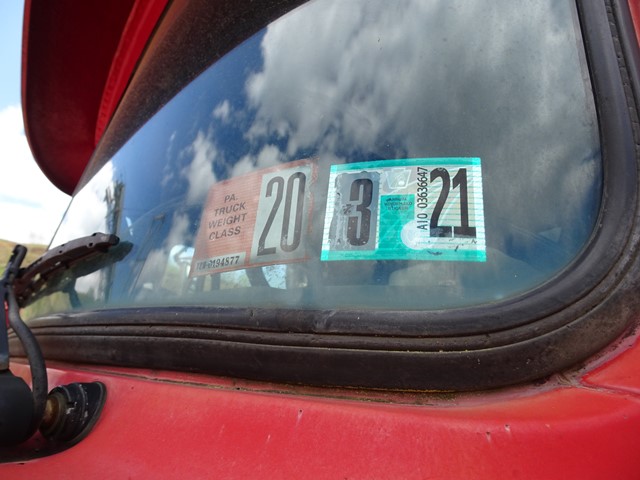 PA
TRUCK
WEIGHT
CLASS
20
3
A10 03636647
21